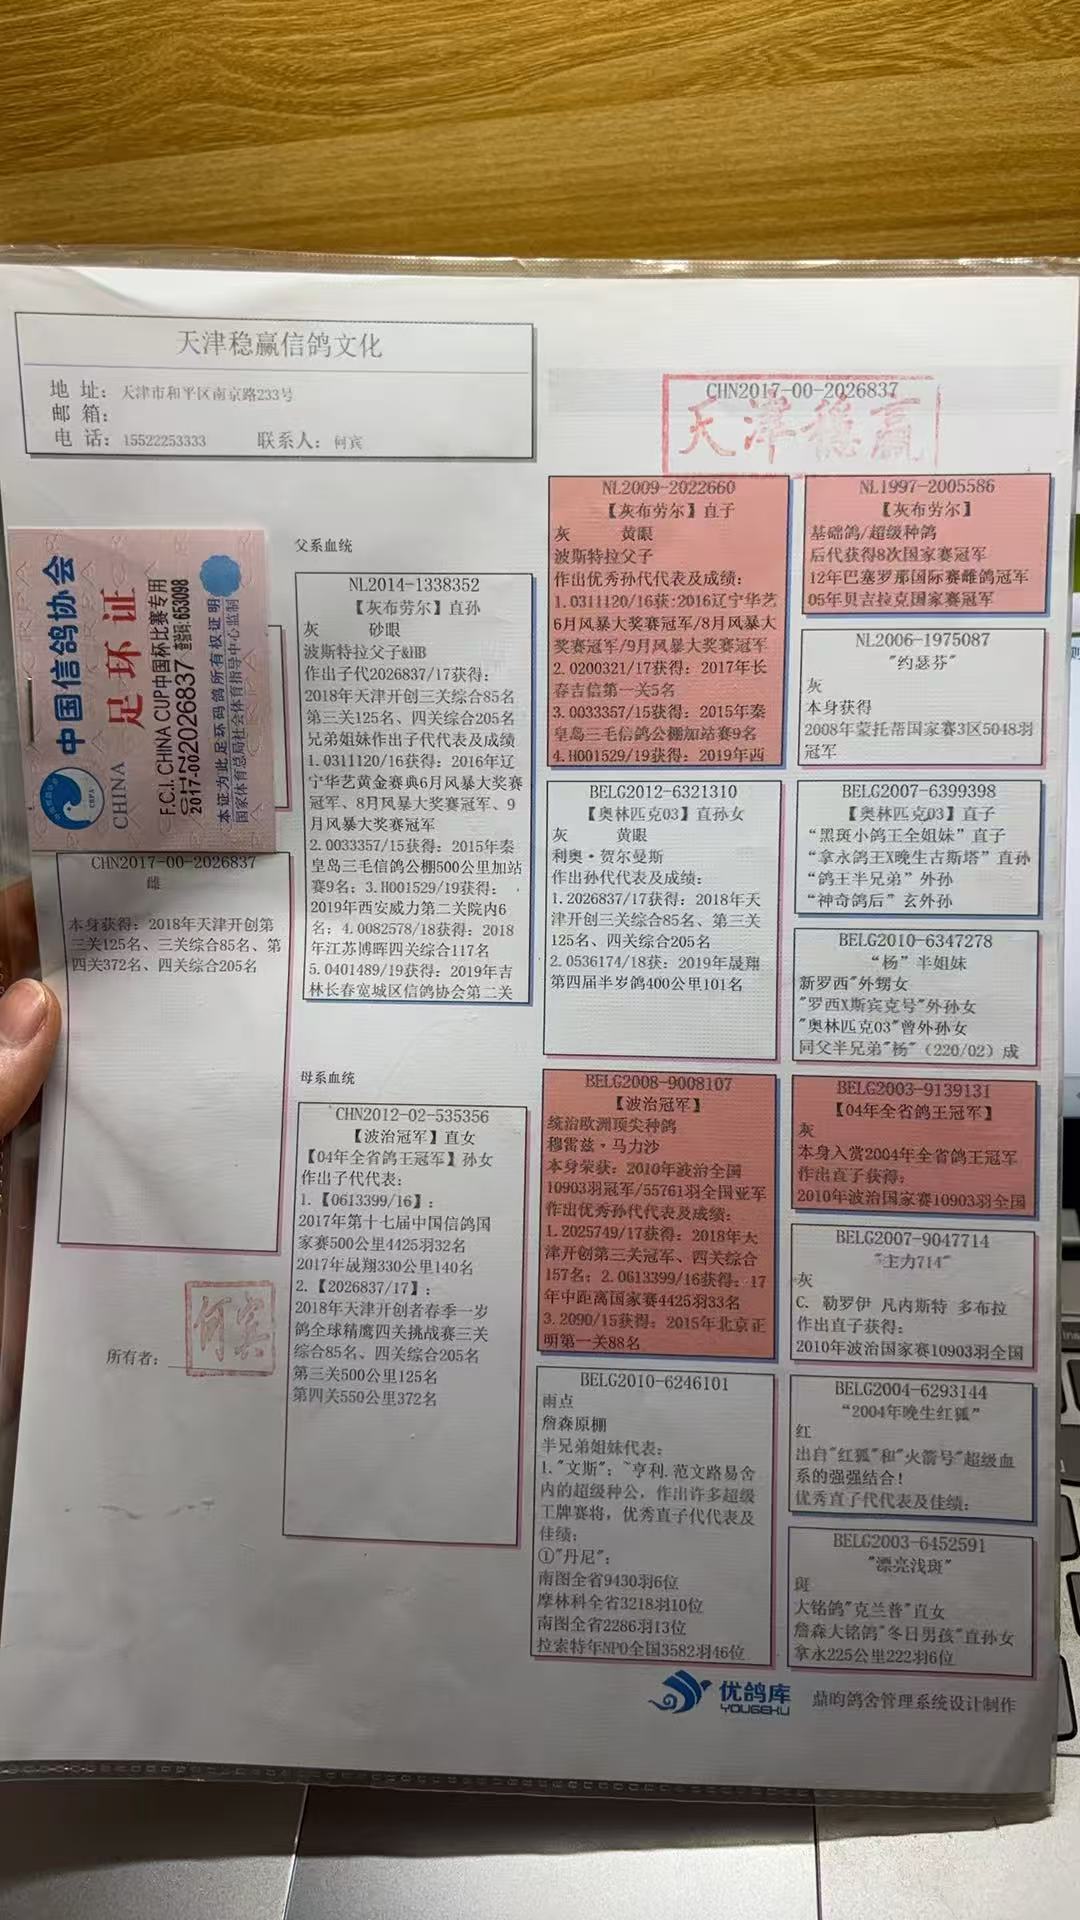 天津稳赢信鸽文化
地 址: 天津市和平区南京路233号
邮 箱:
电 话: 15522253333 联系人: 何宾
CHN2017-00-2026837
天津稳赢
中国信鸽协会
足环证
CHINA
F.C.I. CHINA CUP中国杯比赛专用
CHN2026837
2017-002026837 查验码:653098
本证为此足环码鸽所有权证明
国家体育总局社会体育指导中心监制
CHN2017-00-2026837
雌
本身获得: 2018年天津开创第
三关125名、三关综合85名、第
四关372名、四关综合205名
所有者:
何宾
父系血统
NL2014-1338352
【灰布劳尔】直孙
灰 砂眼
波斯特拉父子&HB
作出子代2026837/17获得:
2018年天津开创三关综合85名
第三关125名、四关综合205名
兄弟姐妹作出子代代表及成绩
1.0311120/16获得: 2016年辽
宁华艺黄金赛典6月风暴大奖赛
冠军、8月风暴大奖赛冠军、9
月风暴大奖赛冠军
2.0033357/15获得: 2015年秦
皇岛三毛信鸽公棚500公里加站
赛9名; 3.H001529/19获得:
2019年西安威力第二关院内6
名; 4.0082578/18获得: 2018
年江苏博晖四关综合117名
5.0401489/19获得: 2019年吉
林长春宽城区信鸽协会第二关
母系血统
CHN2012-02-535356
【波治冠军】直女
【04年全省鸽王冠军】孙女
作出子代代表:
1.【0613399/16】:
2017年第十七届中国信鸽国
家赛500公里4425羽32名
2017年晟翔330公里140名
2.【2026837/17】:
2018年天津开创者春季一岁
鸽全球精鹰四关挑战赛三关
综合85名、四关综合205名
第三关500公里125名
第四关550公里372名
NL2009-2022660
【灰布劳尔】直子
灰 黄眼
波斯特拉父子
作出优秀孙代代表及成绩:
1.0311120/16获:2016辽宁华艺
6月风暴大奖赛冠军/8月风暴大
奖赛冠军/9月风暴大奖赛冠军
2.0200321/17获得: 2017年长
春吉信第一关5名
3.0033357/15获得: 2015年秦
皇岛三毛信鸽公棚加站赛9名
4.H001529/19获得: 2019年西
BELG2012-6321310
【奥林匹克03】直孙女
灰 黄眼
利奥·贺尔曼斯
作出孙代代表及成绩:
1.2026837/17获得: 2018年天
津开创三关综合85名、第三关
125名、四关综合205名
2.0536174/18获: 2019年晟翔
第四届半岁鸽400公里101名
BELG2008-9008107
【波治冠军】
统治欧洲顶尖种鸽
穆雷兹·马力沙
本身荣获: 2010年波治全国
10903羽冠军/55761羽全国亚军
作出优秀孙代代表及成绩:
1.2025749/17获得: 2018年天
津开创第三关冠军、四关综合
157名; 2.0613399/16获得: 17
年中距离国家赛4425羽33名
3.2090/15获得: 2015年北京正
明第一关88名
BELG2010-6246101
雨点
詹森原棚
半兄弟姐妹代表:
1."文斯": ~亨利.范文路易舍
内的超级种公, 作出许多超级
工牌赛将, 优秀直子代代表及
佳绩:
①"丹尼":
南图全省9430羽6位
摩林科全省3218羽10位
南图全省2286羽13位
拉索特年NPO全国3582羽46位
NL1997-2005586
【灰布劳尔】
基础鸽/超级种鸽
后代获得8次国家赛冠军
12年巴塞罗那国际赛雌鸽冠军
05年贝吉拉克国家赛冠军
NL2006-1975087
"约瑟芬"
灰
本身获得
2008年蒙托蒂国家赛3区5048羽
冠军
BELG2007-6399398
【奥林匹克03】直子
“黑斑小鸽王全姐妹”直子
“拿永鸽王X晚生古斯塔”直孙
“鸽王半兄弟”外孙
“神奇鸽后”玄外孙
BELG2010-6347278
“杨”半姐妹
新罗西"外甥女
"罗西X斯宾克号"外孙女
"奥林匹克03"曾外孙女
同父半兄弟"杨"(220/02)成
BELG2003-9139131
【04年全省鸽王冠军】
灰
本身入赏2004年全省鸽王冠军
作出直子获得:
2010年波治国家赛10903羽全国
BELG2007-9047714
"主力714"
灰
C. 勒罗伊 凡内斯特 多布拉
作出直子获得:
2010年波治国家赛10903羽全国
BELG2004-6293144
“2004年晚生红狐”
红
出自"红狐"和"火箭号"超级血
系的强强结合!
优秀直子代代表及佳绩:
BELG2003-6452591
"漂亮浅斑"
斑
大铭鸽"克兰普"直女
詹森大铭鸽"冬日男孩"直孙女
拿永225公里222羽6位
优鸽库
YOUGEKU
鼎昀鸽舍管理系统设计制作